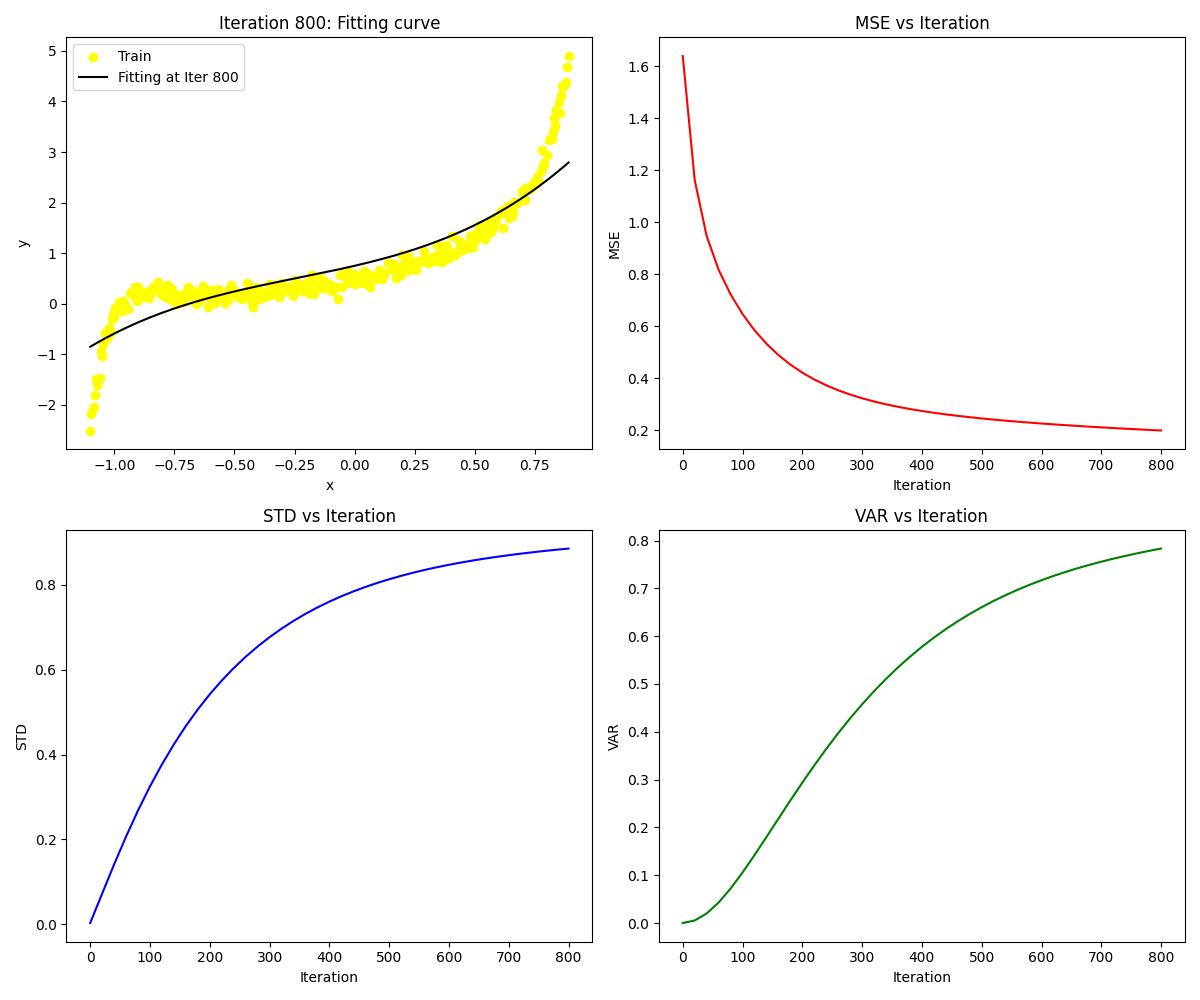 Iteration 800: Fitting curve
Train
Fitting at Iter 800
y
5
4
3
2
1
0
−1
−2
−1.00 −0.75 −0.50 −0.25 0.00 0.25 0.50 0.75
x
MSE vs Iteration
MSE
1.6
1.4
1.2
1.0
0.8
0.6
0.4
0.2
0 100 200 300 400 500 600 700 800
Iteration
STD vs Iteration
STD
0.8
0.6
0.4
0.2
0.0
0 100 200 300 400 500 600 700 800
Iteration
VAR vs Iteration
VAR
0.8
0.7
0.6
0.5
0.4
0.3
0.2
0.1
0.0
0 100 200 300 400 500 600 700 800
Iteration